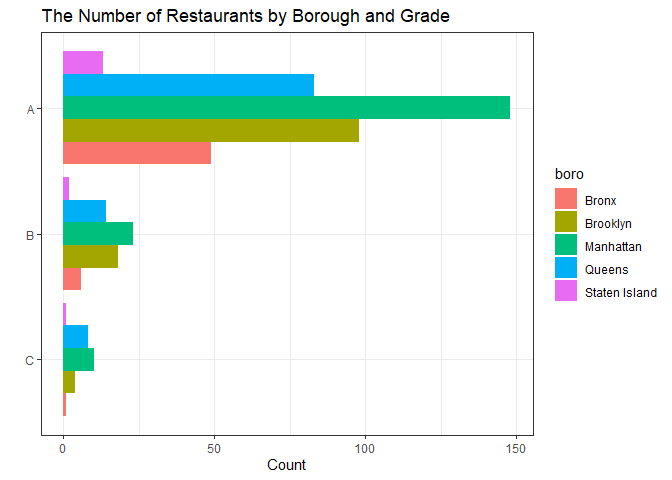 The Number of Restaurants by Borough and Grade
A
B
C
0 50 100 150
Count
boro
Bronx
Brooklyn
Manhattan
Queens
Staten Island